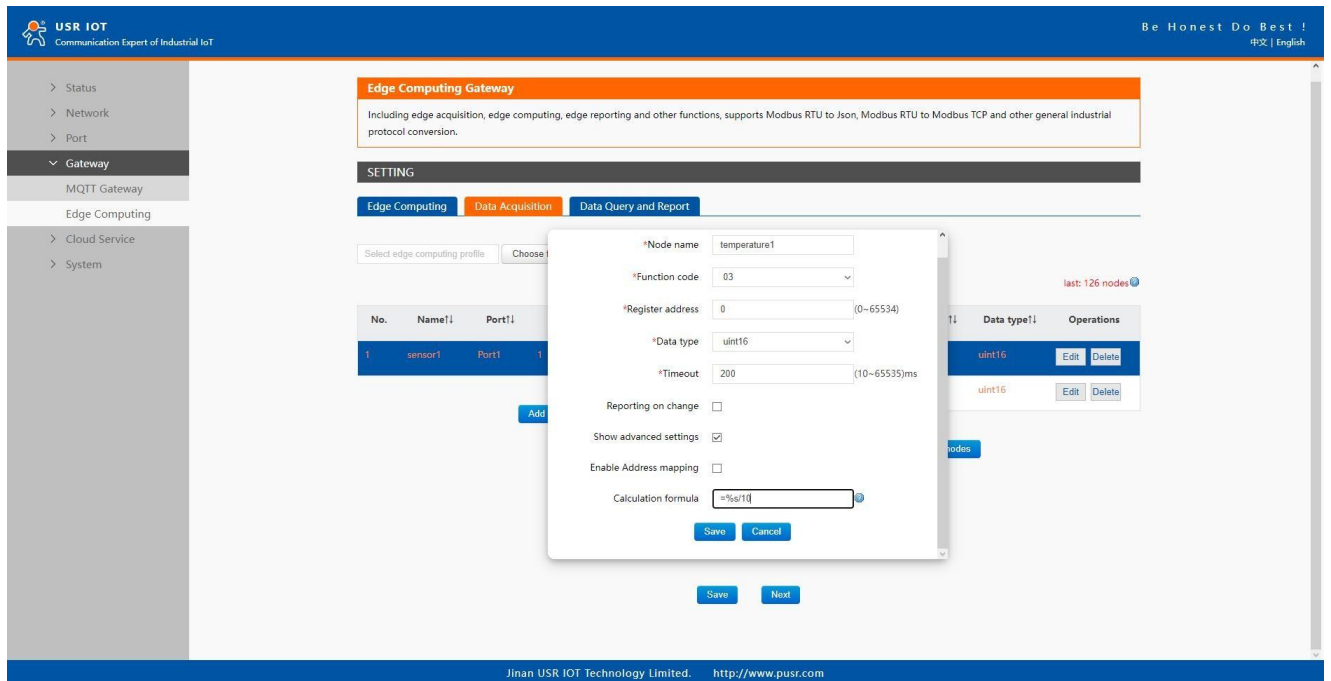 USR IOT
Communication Expert of Industrial IoT
Be Honest Do Best !
中文 | English
Status
Network
Port
Gateway
MQTT Gateway
Edge Computing
Cloud Service
System
Edge Computing Gateway
Including edge acquisition, edge computing, edge reporting and other functions, supports Modbus RTU to Json, Modbus RTU to Modbus TCP and other general industrial
protocol conversion.
SETTING
Edge Computing Data Acquisition Data Query and Report
Select edge computing profile Choose f
last: 126 nodes
No. Name↑↓ Port↑↓ ↑↓ Data type↑↓ Operations
1 sensor1 Port1 1 uint16 Edit Delete
uint16 Edit Delete
Add
nodes
*Node name temperature1
*Function code 03
*Register address 0 (0~65534)
*Data type uint16
*Timeout 200 (10~65535)ms
Reporting on change
Show advanced settings
Enable Address mapping
Calculation formula =%s/10
Save Cancel
Save Next
Jinan USR IOT Technology Limited. http://www.pusr.com